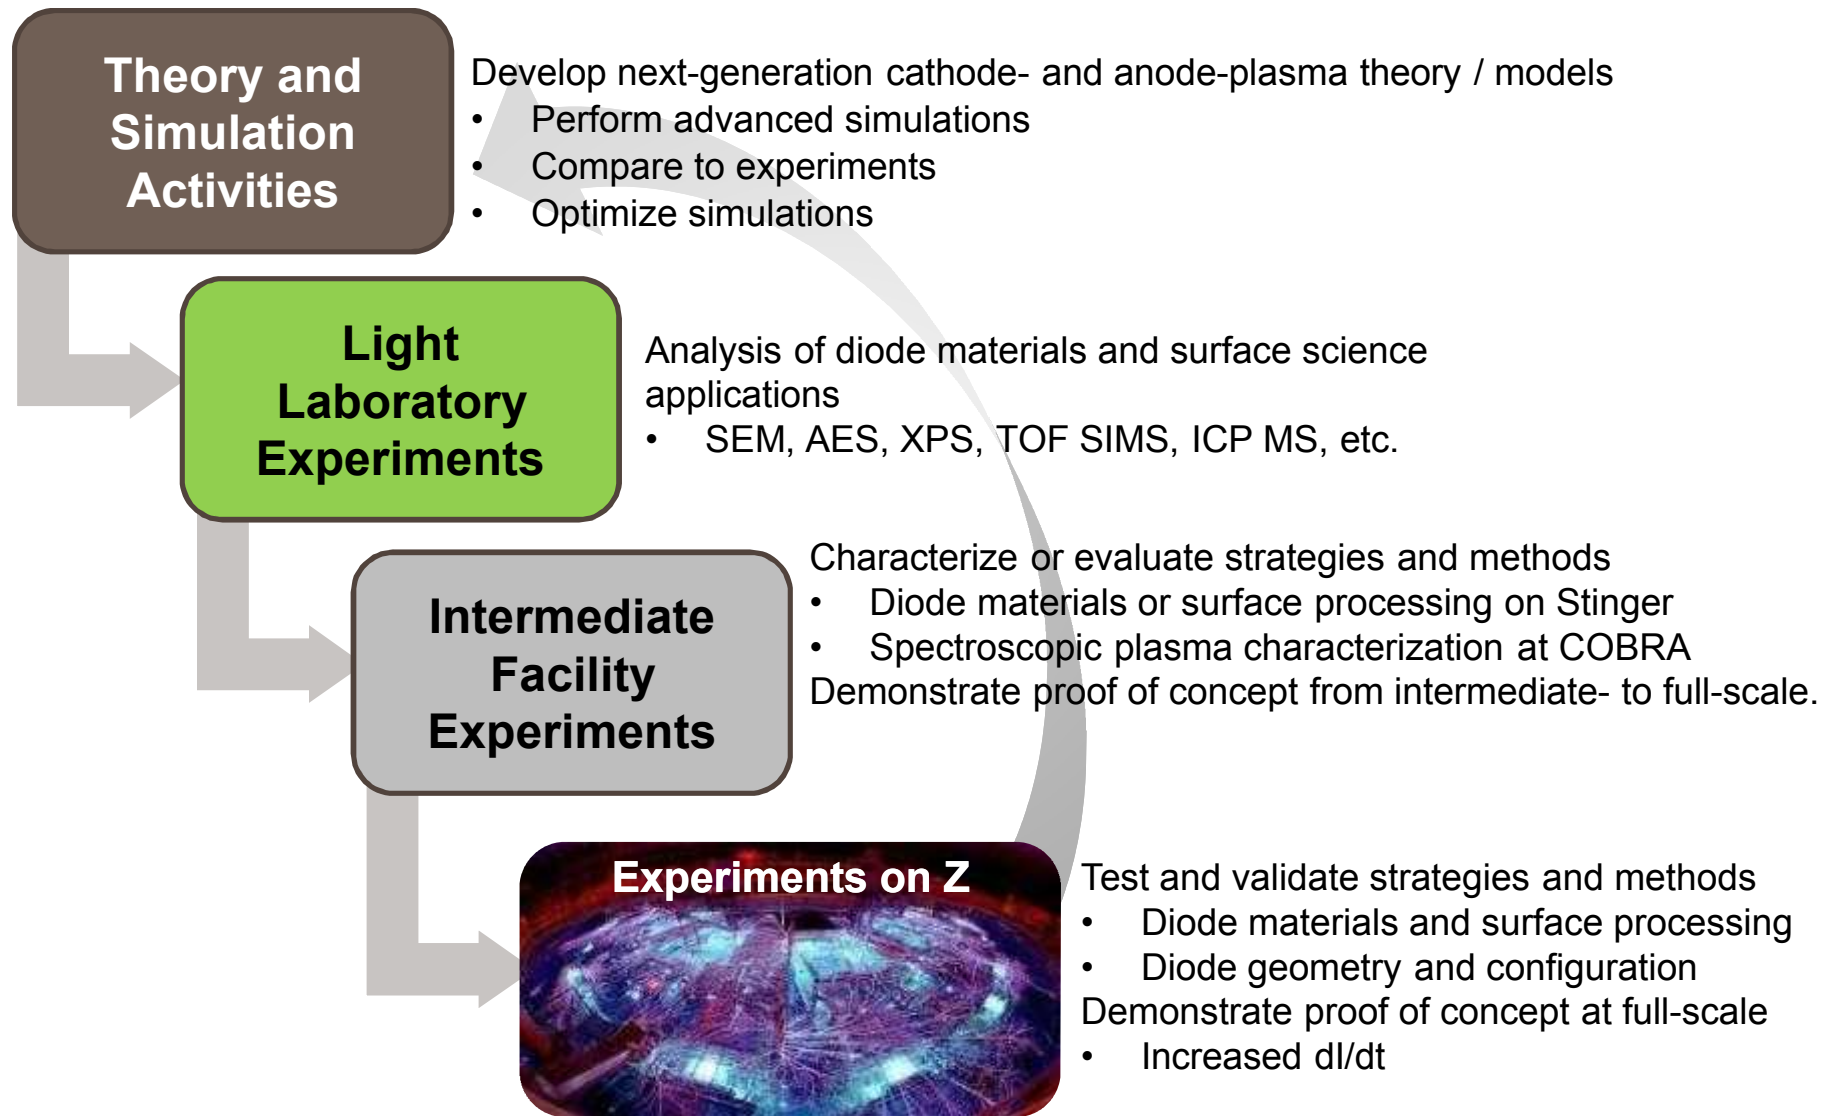 Theory and
Simulation
Activities
Develop next-generation cathode- and anode-plasma theory / models
• Perform advanced simulations
• Compare to experiments
• Optimize simulations
Light
Laboratory
Experiments
Analysis of diode materials and surface science
applications
• SEM, AES, XPS, TOF SIMS, ICP MS, etc.
Intermediate
Facility
Experiments
Characterize or evaluate strategies and methods
• Diode materials or surface processing on Stinger
• Spectroscopic plasma characterization at COBRA
Demonstrate proof of concept from intermediate- to full-scale.
Experiments on Z
Test and validate strategies and methods
• Diode materials and surface processing
• Diode geometry and configuration
Demonstrate proof of concept at full-scale
• Increased dI/dt